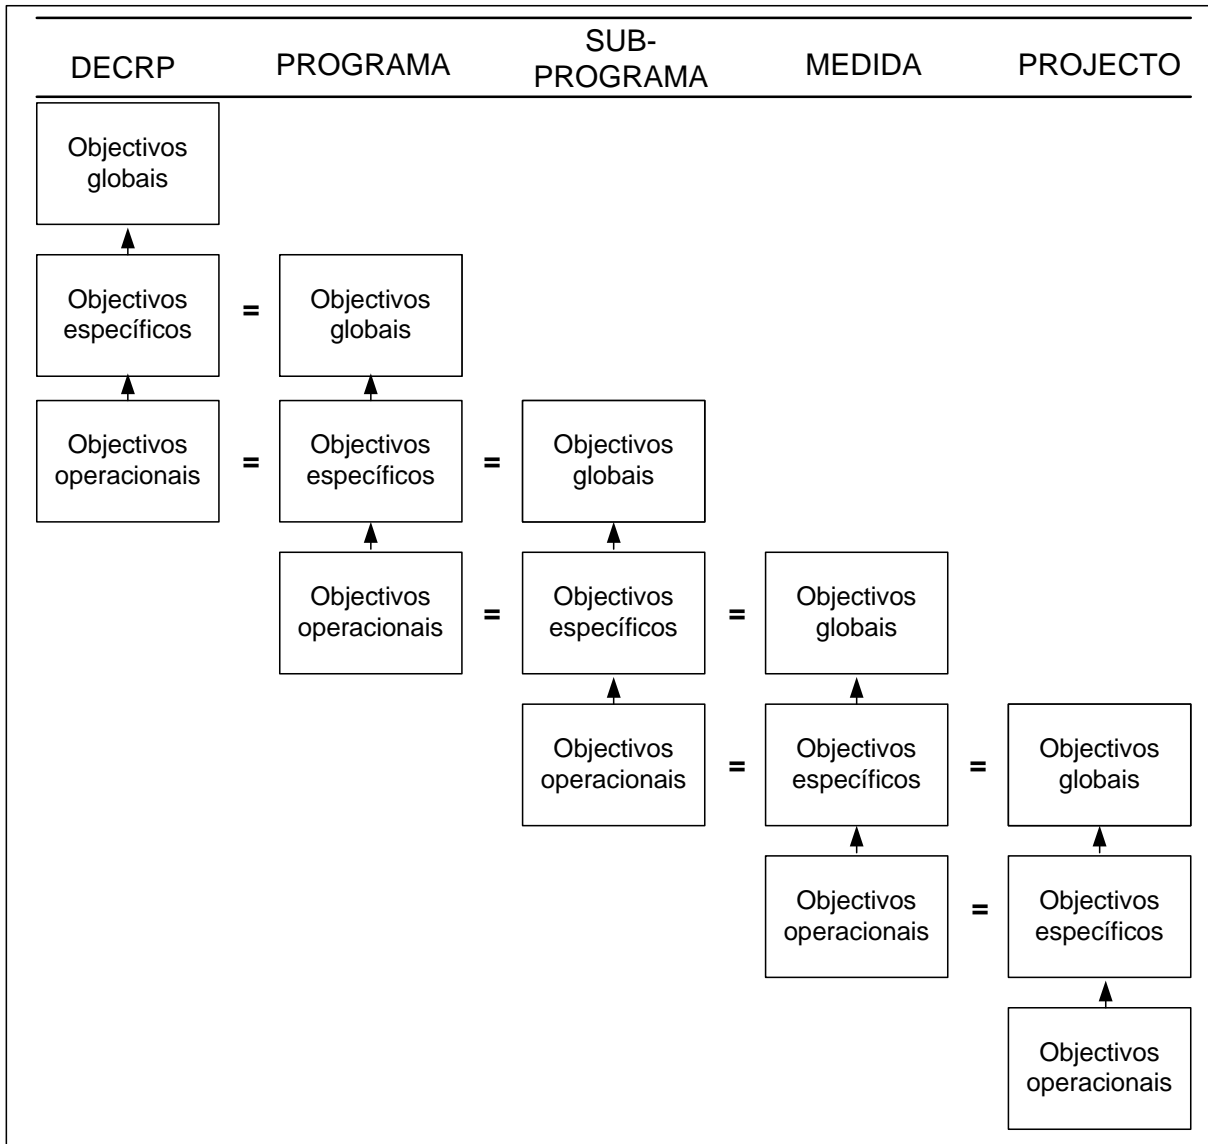 DECRP
PROGRAMA
SUB-
PROGRAMA
MEDIDA
PROJECTO
Objectivos
globais
Objectivos
específicos
=
Objectivos
globais
Objectivos
operacionais
=
Objectivos
específicos
=
Objectivos
globais
Objectivos
operacionais
=
Objectivos
específicos
=
Objectivos
globais
Objectivos
operacionais
=
Objectivos
específicos
=
Objectivos
globais
Objectivos
operacionais
=
Objectivos
específicos
Objectivos
operacionais